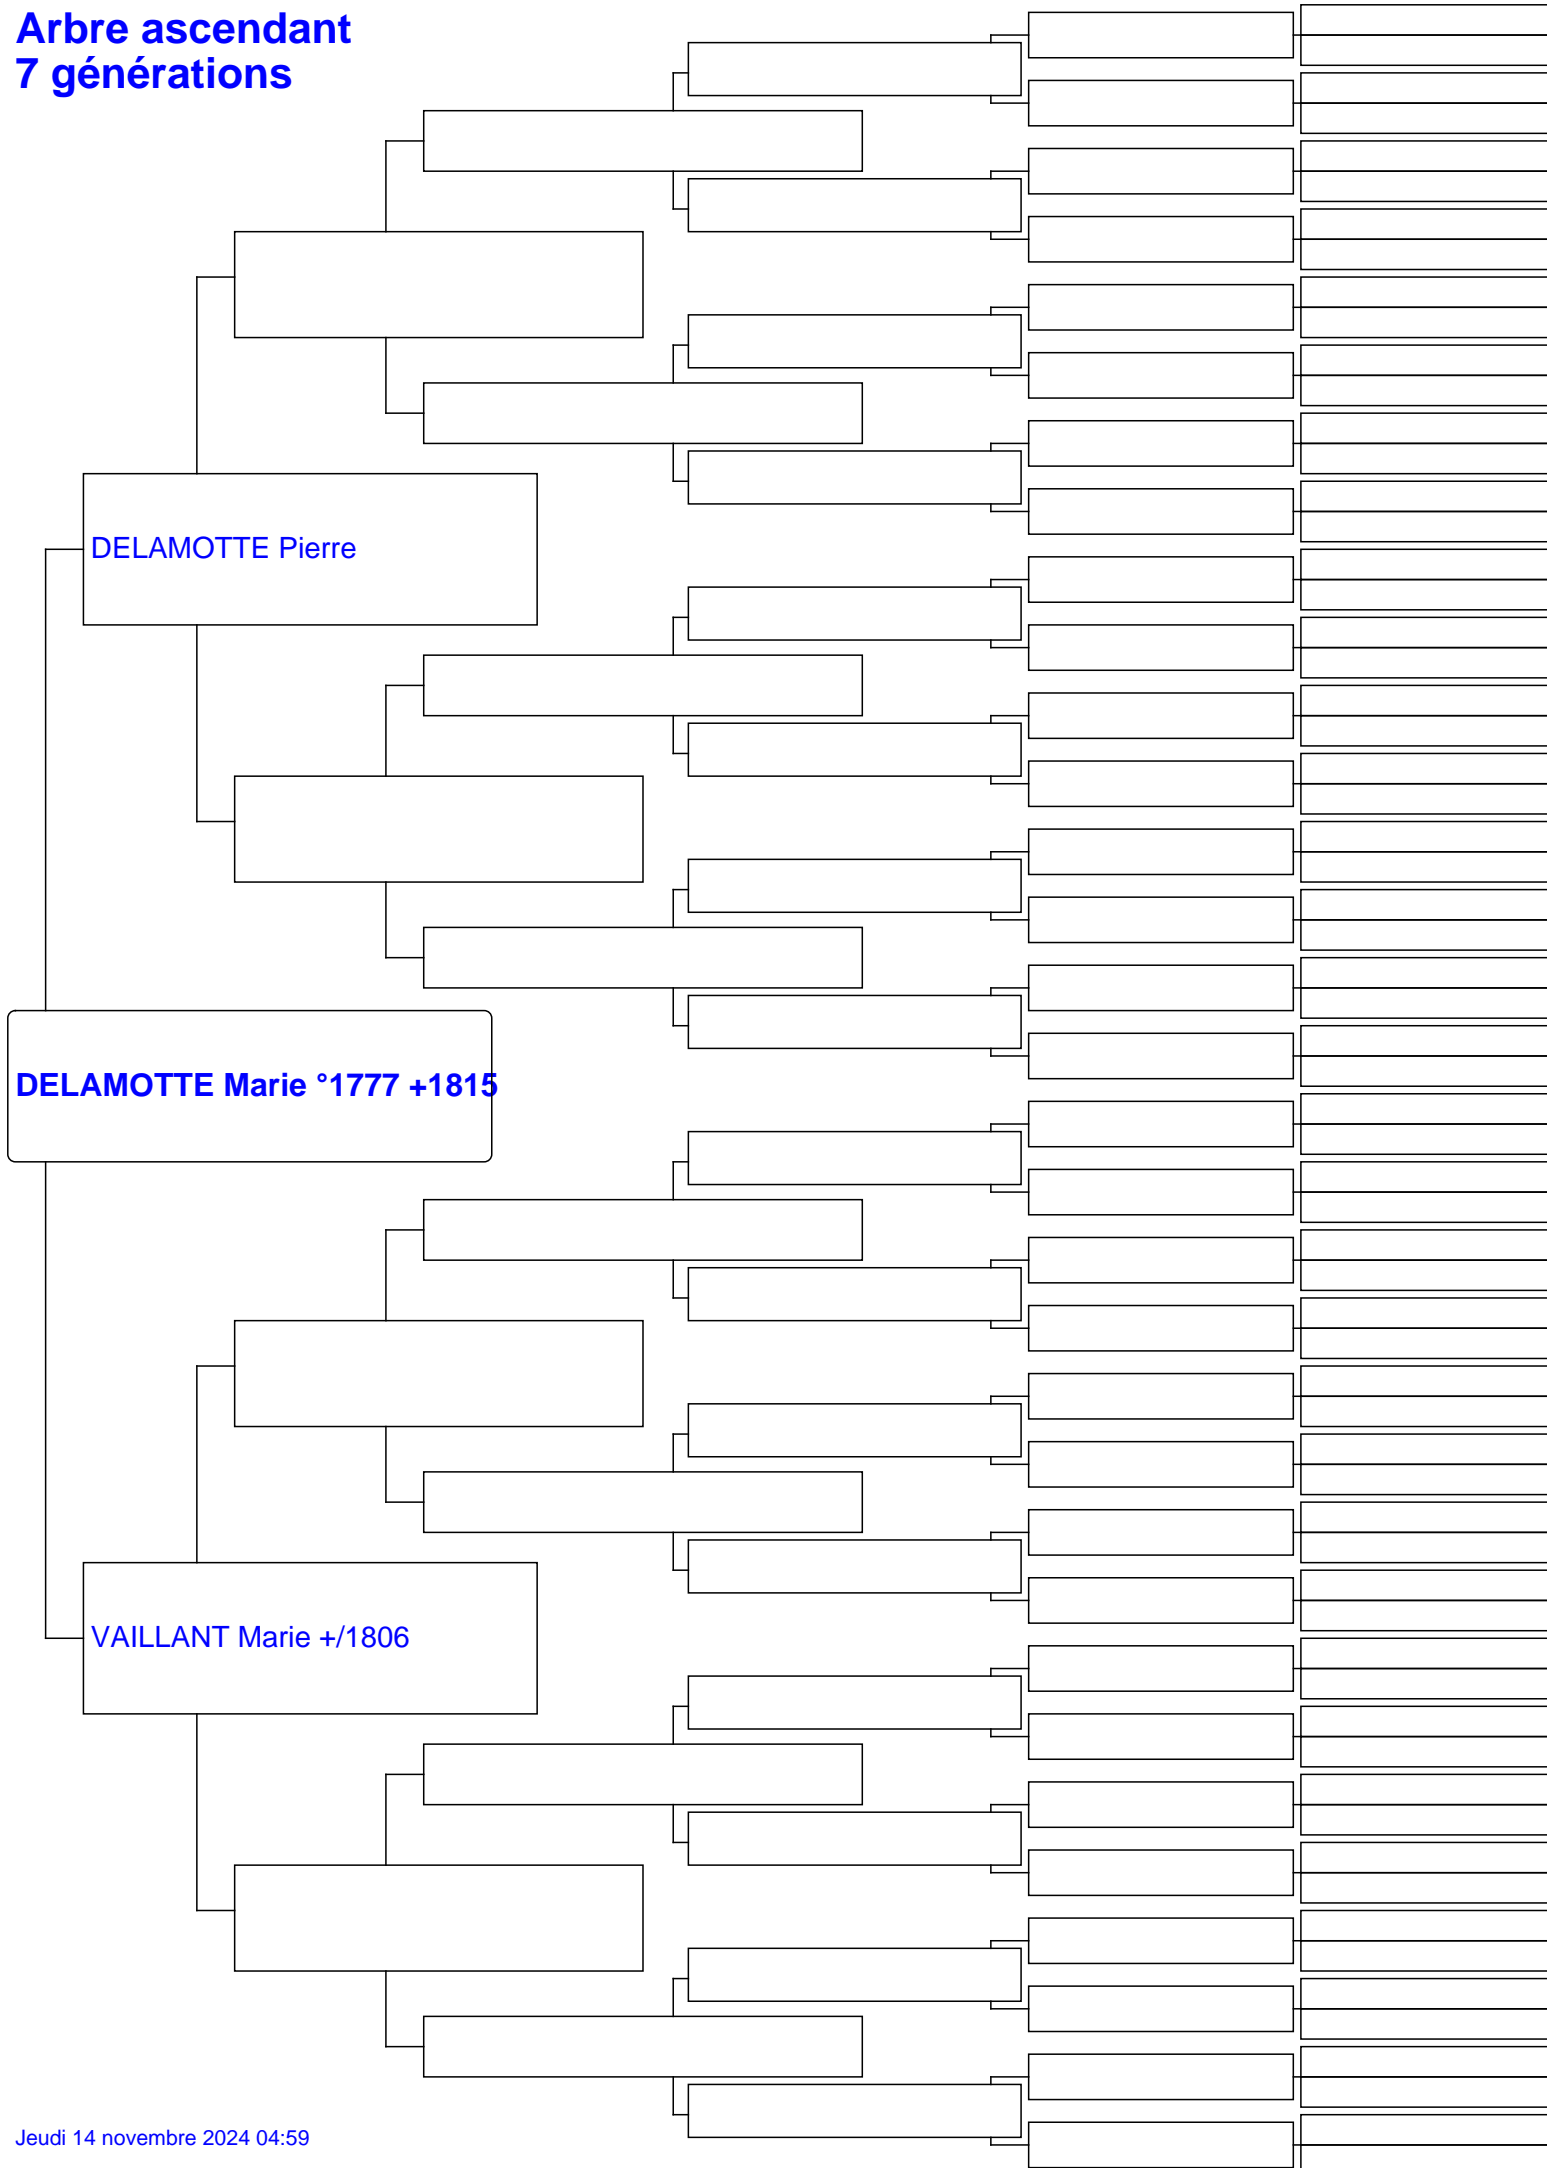 Arbre ascendant
7 générations
DELAMOTTE Pierre
DELAMOTTE Marie °1777 +1815
VAILLANT Marie +/1806
Jeudi 14 novembre 2024 04:59